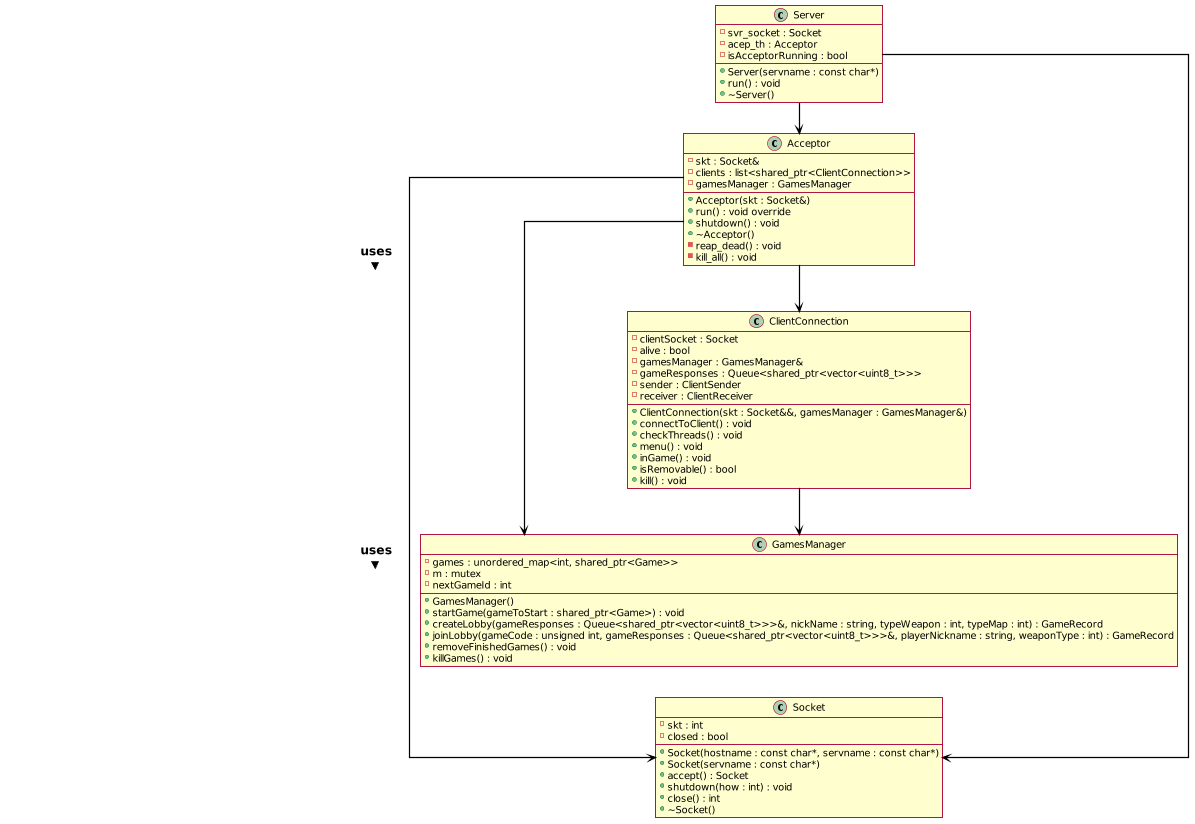 Server
svr_socket : Socket
acep_th : Acceptor
isAcceptorRunning : bool
Server(servname : const char*)
run() : void
~Server()
Acceptor
skt : Socket&
clients : list<shared_ptr<ClientConnection>>
gamesManager : GamesManager
Acceptor(skt : Socket&)
run() : void override
shutdown() : void
~Acceptor()
reap_dead() : void
kill_all() : void
uses
ClientConnection
clientSocket : Socket
alive : bool
gamesManager : GamesManager&
gameResponses : Queue<shared_ptr<vector<uint8_t>>>
sender : ClientSender
receiver : ClientReceiver
ClientConnection(skt : Socket&&, gamesManager : GamesManager&)
connectToClient() : void
checkThreads() : void
menu() : void
inGame() : void
isRemovable() : bool
kill() : void
uses
GamesManager
games : unordered_map<int, shared_ptr<Game>>
m : mutex
nextGameId : int
GamesManager()
startGame(gameToStart : shared_ptr<Game>) : void
createLobby(gameResponses : Queue<shared_ptr<vector<uint8_t>>>&, nickName : string, typeWeapon : int, typeMap : int) : GameRecord
joinLobby(gameCode : unsigned int, gameResponses : Queue<shared_ptr<vector<uint8_t>>>&, playerNickname : string, weaponType : int) : GameRecord
removeFinishedGames() : void
killGames() : void
Socket
skt : int
closed : bool
Socket(hostname : const char*, servname : const char*)
Socket(servname : const char*)
accept() : Socket
shutdown(how : int) : void
close() : int
~Socket()